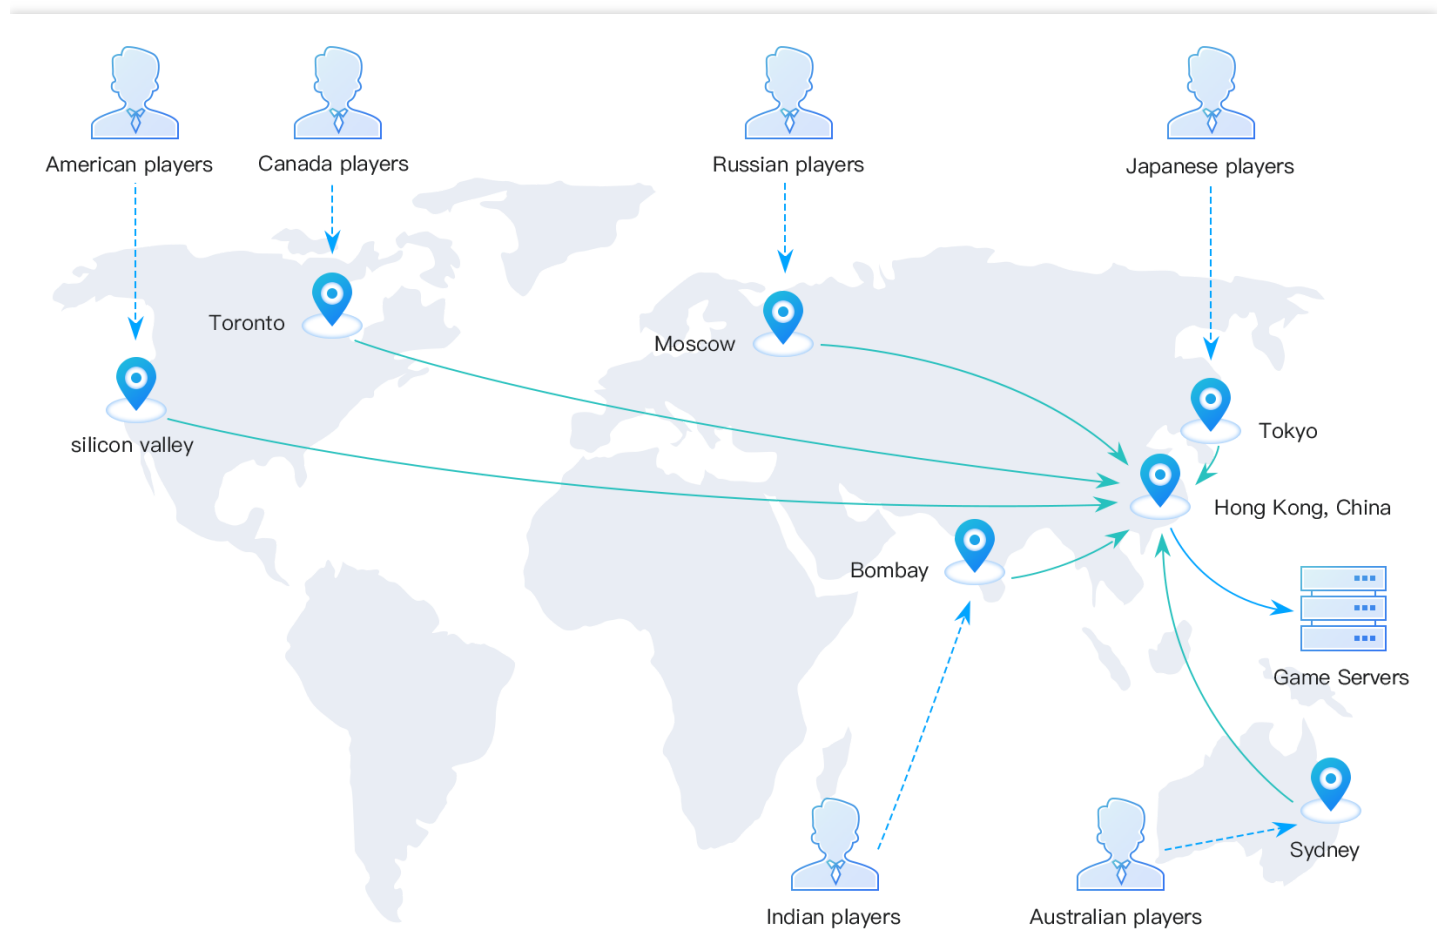 American players
Canada players
Russian players
Japanese players
Toronto
Moscow
silicon valley
Tokyo
Hong Kong, China
Bombay
Game Servers
Sydney
Indian players
Australian players